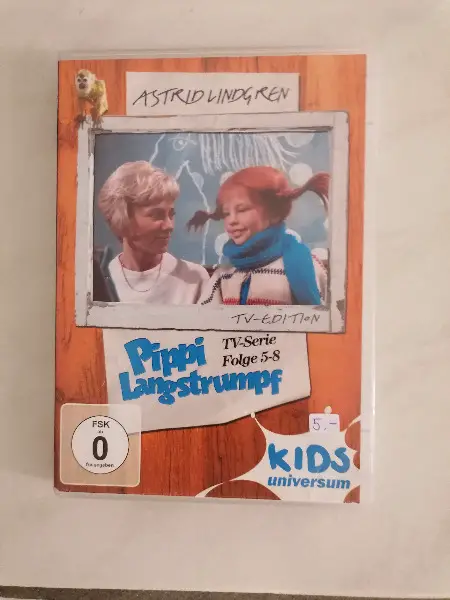 ASTRID LINDGREN
TV-EDITION
Pippi
Langstrumpf
TV-Serie
Folge 5-8
FSK
ab
0
freigegeben
5.-
KIDS
universum